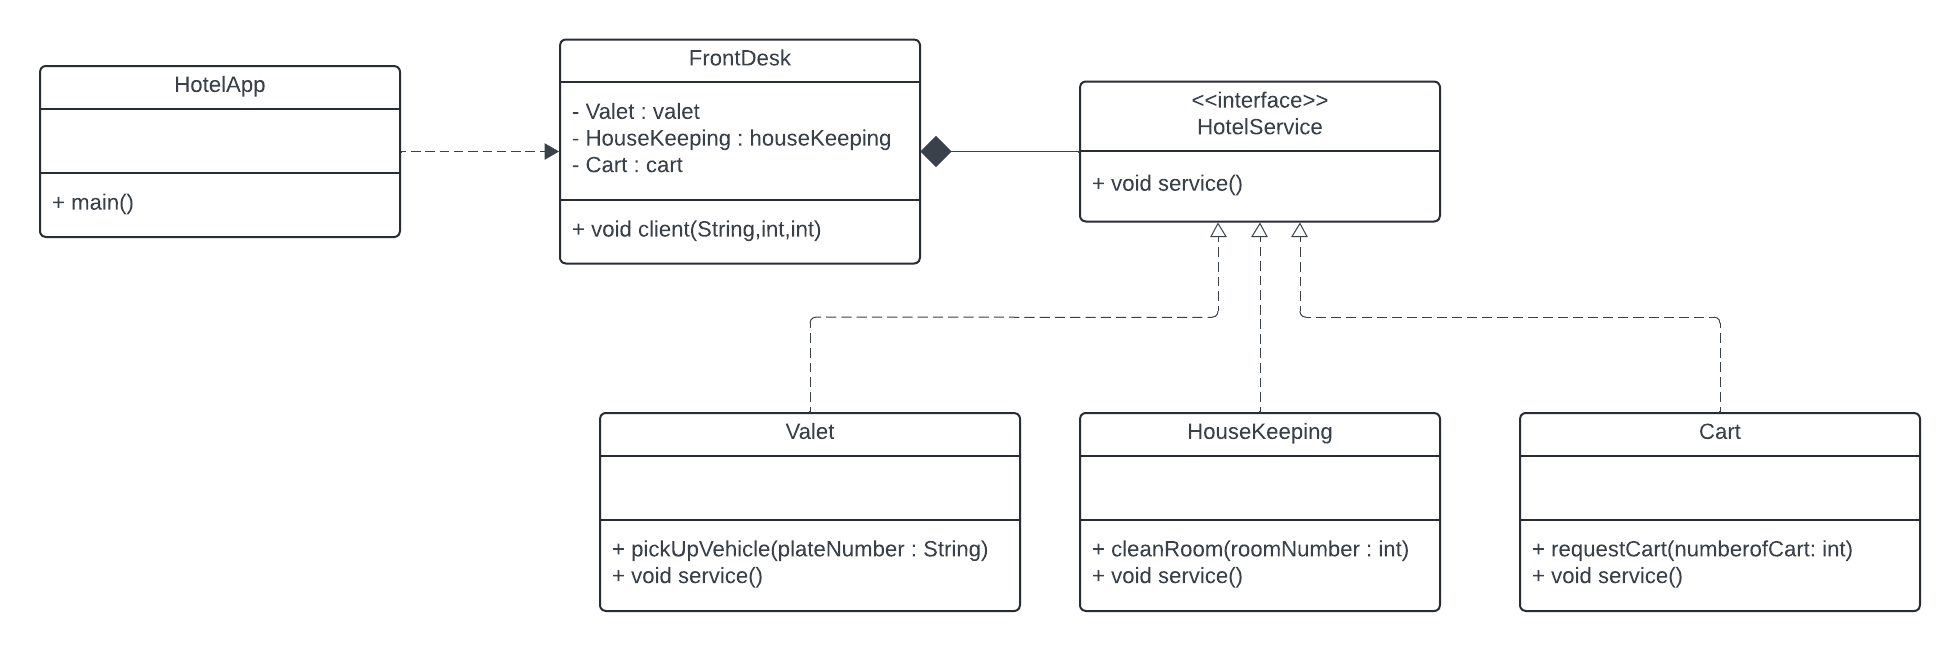 HotelApp
+ main()
FrontDesk
- Valet : valet
- HouseKeeping : houseKeeping
- Cart : cart
+ void client(String,int,int)
<<interface>>
HotelService
+ void service()
Valet
+ pickUpVehicle(plateNumber : String)
+ void service()
HouseKeeping
+ cleanRoom(roomNumber : int)
+ void service()
Cart
+ requestCart(numberofCart: int)
+ void service()